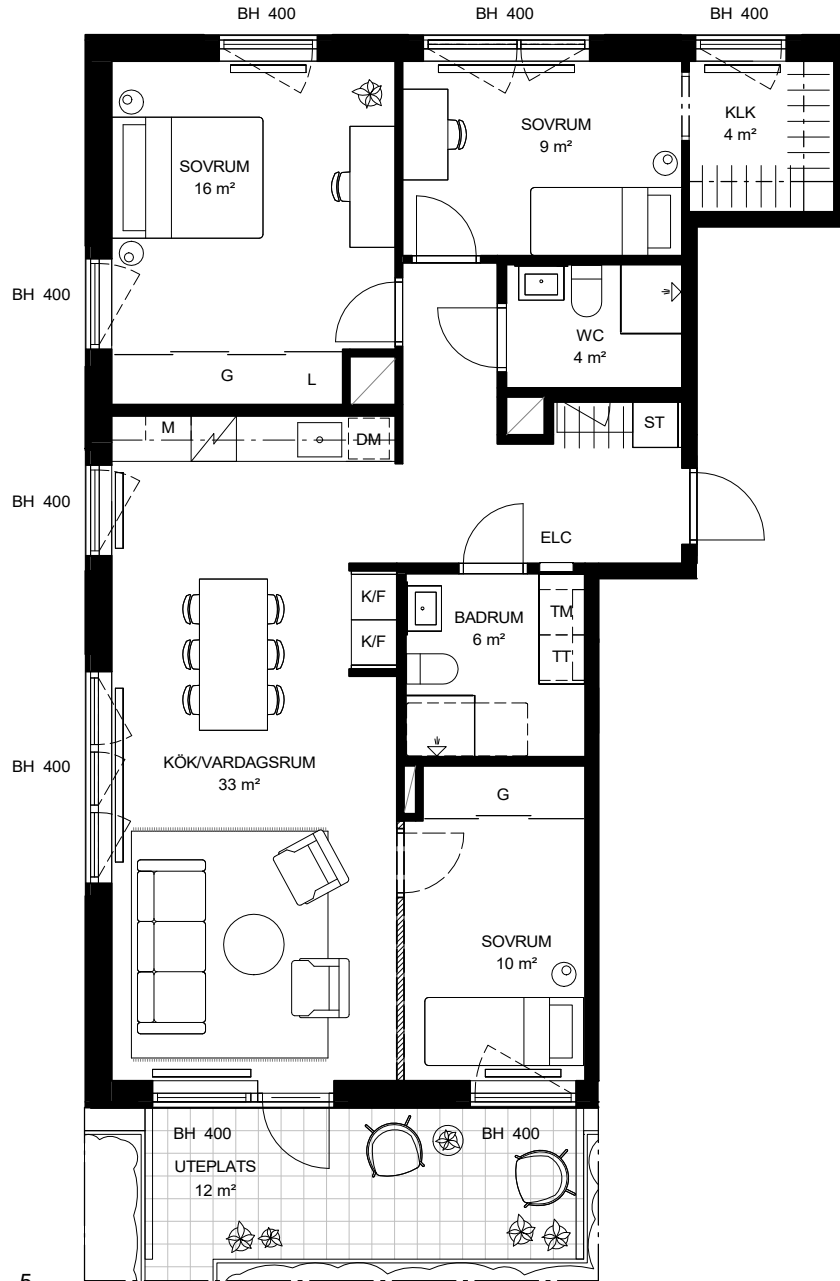 BH 400
BH 400
BH 400
SOVRUM
16 m²
SOVRUM
9 m²
KLK
4 m²
BH 400
WC
4 m²
G
L
M
DM
ST
BH 400
ELC
K/F
K/F
BADRUM
6 m²
TM
TT
BH 400
KÖK/VARDAGSRUM
33 m²
G
SOVRUM
10 m²
BH 400
BH 400
UTEPLATS
12 m²
5